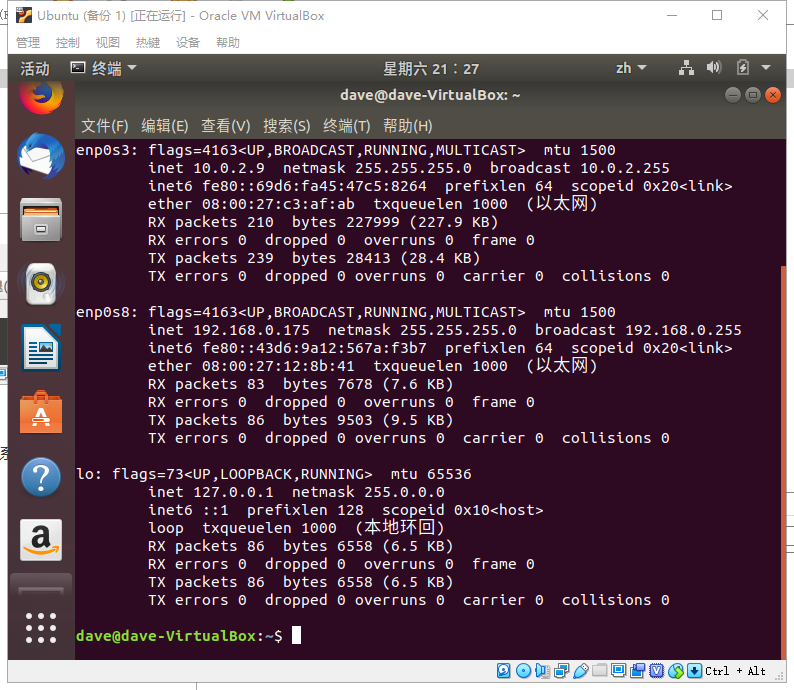 Ubuntu (备份 1) [正在运行] - Oracle VM VirtualBox
管理 控制 视图 热键 设备 帮助
活动 终端 星期六 21：27 zh
dave@dave-VirtualBox: ~
文件(F) 编辑(E) 查看(V) 搜索(S) 终端(T) 帮助(H)
enp0s3: flags=4163<UP,BROADCAST,RUNNING,MULTICAST>  mtu 1500
        inet 10.0.2.9  netmask 255.255.255.0  broadcast 10.0.2.255
        inet6 fe80::69d6:fa45:47c5:8264  prefixlen 64  scopeid 0x20<link>
        ether 08:00:27:c3:af:ab  txqueuelen 1000  (以太网)
        RX packets 210  bytes 227999 (227.9 KB)
        RX errors 0  dropped 0  overruns 0  frame 0
        TX packets 239  bytes 28413 (28.4 KB)
        TX errors 0  dropped 0 overruns 0  carrier 0  collisions 0
enp0s8: flags=4163<UP,BROADCAST,RUNNING,MULTICAST>  mtu 1500
        inet 192.168.0.175  netmask 255.255.255.0  broadcast 192.168.0.255
        inet6 fe80::43d6:9a12:567a:f3b7  prefixlen 64  scopeid 0x20<link>
        ether 08:00:27:12:8b:41  txqueuelen 1000  (以太网)
        RX packets 83  bytes 7678 (7.6 KB)
        RX errors 0  dropped 0  overruns 0  frame 0
        TX packets 86  bytes 9503 (9.5 KB)
        TX errors 0  dropped 0 overruns 0  carrier 0  collisions 0
lo: flags=73<UP,LOOPBACK,RUNNING>  mtu 65536
        inet 127.0.0.1  netmask 255.0.0.0
        inet6 ::1  prefixlen 128  scopeid 0x10<host>
        loop  txqueuelen 1000  (本地环回)
        RX packets 86  bytes 6558 (6.5 KB)
        RX errors 0  dropped 0  overruns 0  frame 0
        TX packets 86  bytes 6558 (6.5 KB)
        TX errors 0  dropped 0 overruns 0  carrier 0  collisions 0
dave@dave-VirtualBox:~$
Ctrl + Alt